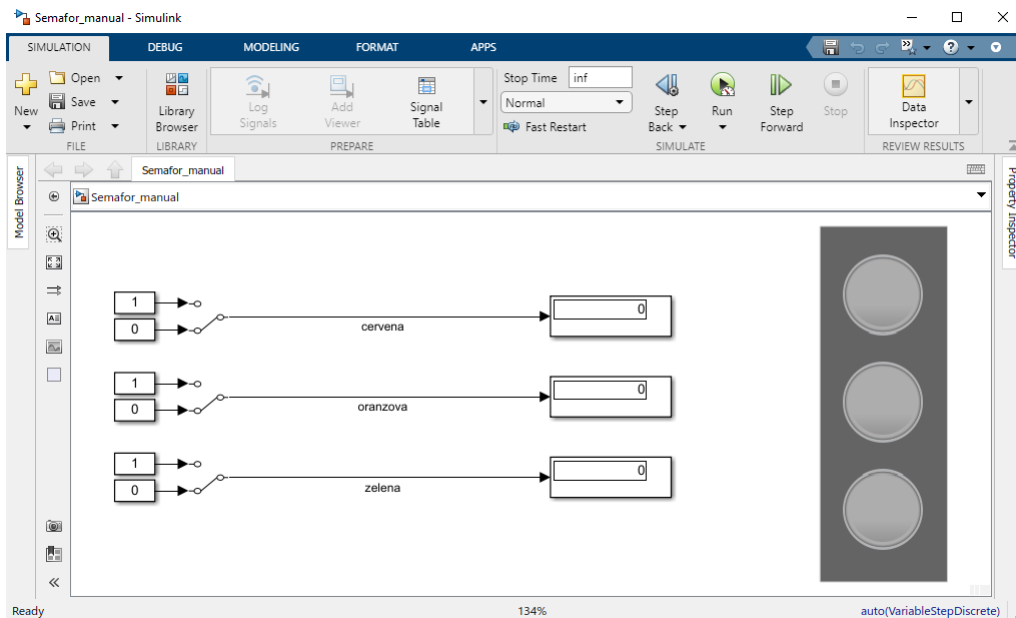 Semafor_manual - Simulink
SIMULATION DEBUG MODELING FORMAT APPS
New
Open
Save
Print
FILE
Library Browser
LIBRARY
Log Signals
Add Viewer
Signal Table
PREPARE
Stop Time inf
Normal
Fast Restart
Step Back
Run
Step Forward
Stop
SIMULATE
Data Inspector
REVIEW RESULTS
Model Browser
Semafor_manual
Semafor_manual
Property Inspector
1
0
cervena
0
1
0
oranzova
0
1
0
zelena
0
Ready 134% auto(VariableStepDiscrete)